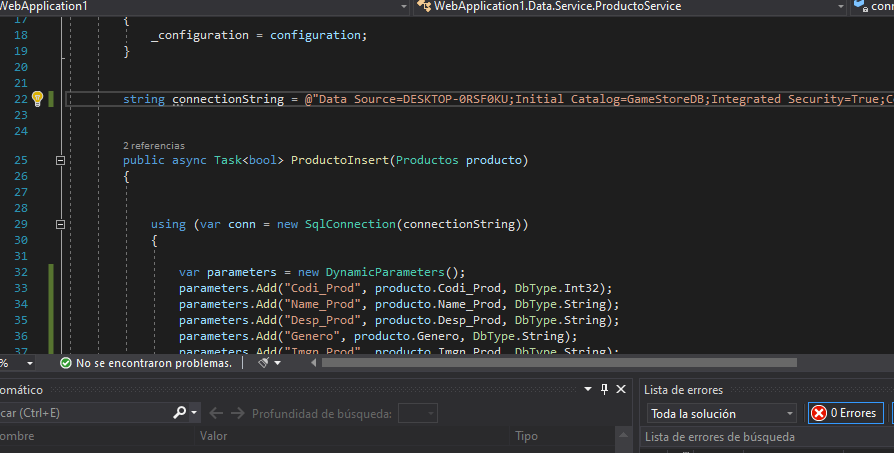 WebApplication1
WebApplication1.Data.Service.ProductoService
conn
17 {
18 _configuration = configuration;
19 }
20
21
22 string connectionString = @"Data Source=DESKTOP-0RSF0KU;Initial Catalog=GameStoreDB;Integrated Security=True;C
23
24
2 referencias
25 public async Task<bool> ProductoInsert(Productos producto)
26 {
27
28
29 using (var conn = new SqlConnection(connectionString))
30 {
31
32 var parameters = new DynamicParameters();
33 parameters.Add("Codi_Prod", producto.Codi_Prod, DbType.Int32);
34 parameters.Add("Name_Prod", producto.Name_Prod, DbType.String);
35 parameters.Add("Desp_Prod", producto.Desp_Prod, DbType.String);
36 parameters.Add("Genero", producto.Genero, DbType.String);
37 parameters.Add("Imgn_Prod", producto.Imgn_Prod, DbType.String);
% No se encontraron problemas.
omático
car (Ctrl+E) Profundidad de búsqueda:
ombre Valor Tipo
Lista de errores
Toda la solución 0 Errores
Lista de errores de búsqueda